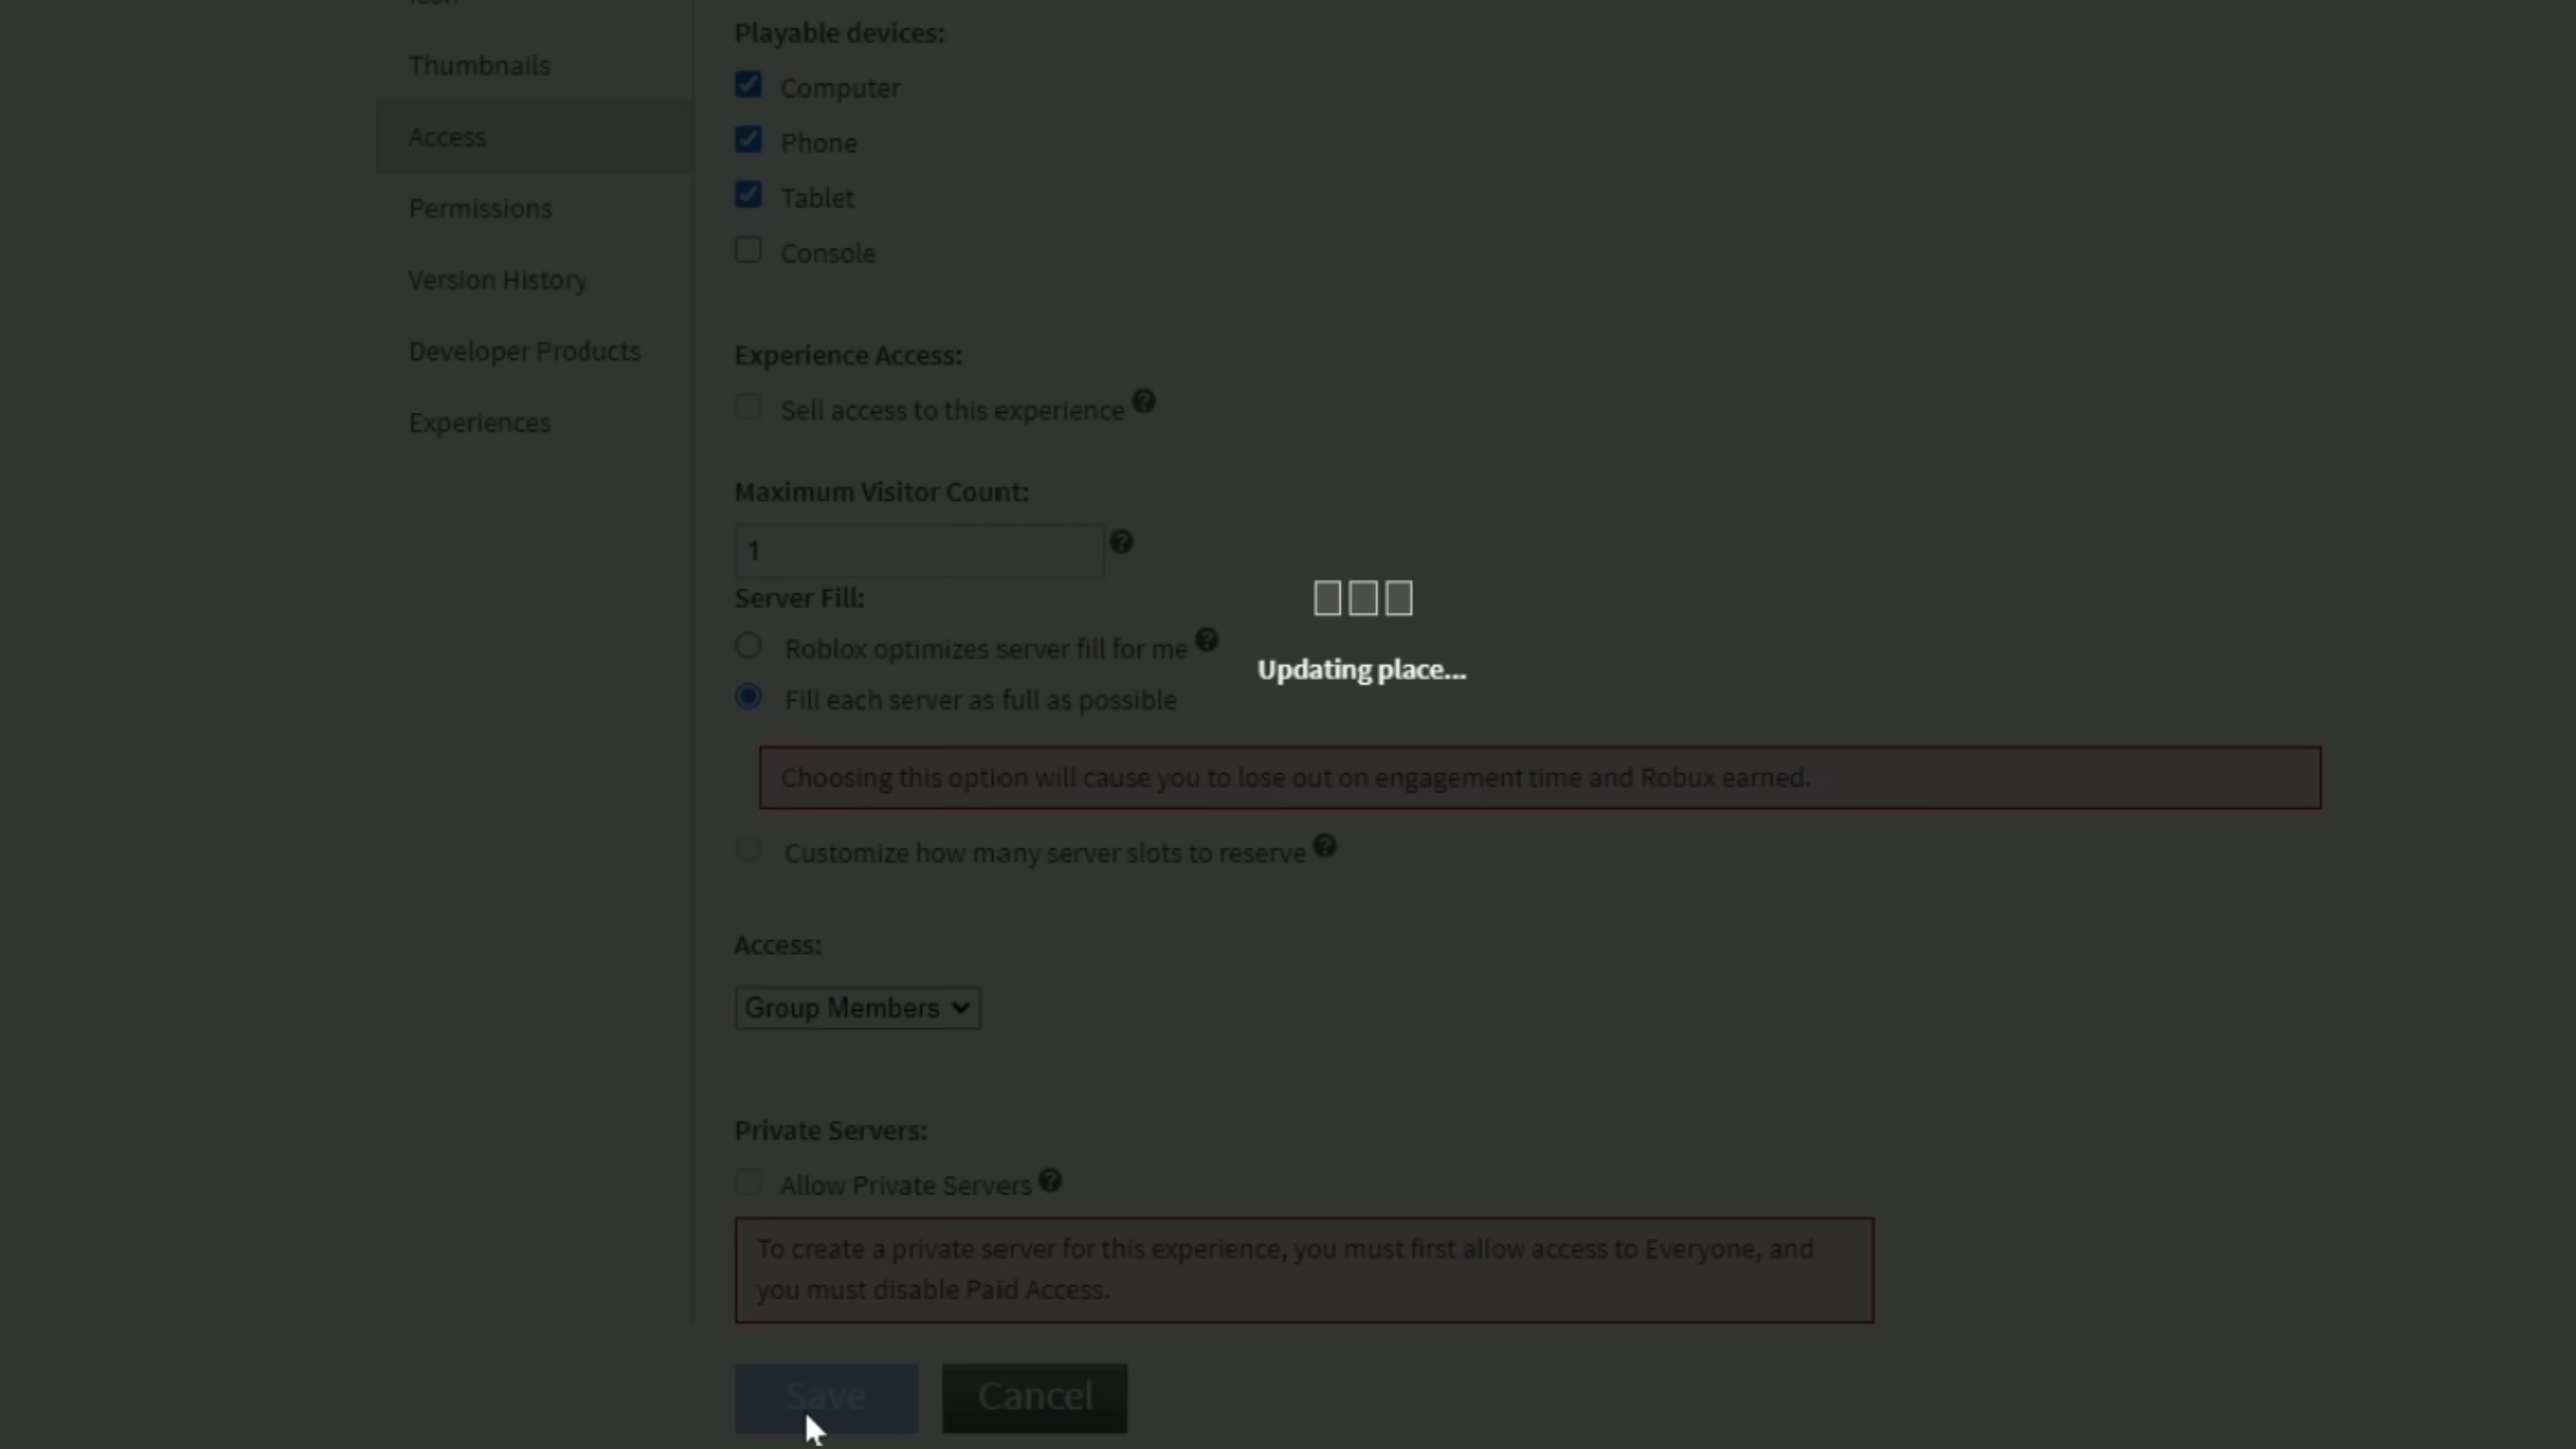 Icon
Thumbnails
Access
Permissions
Version History
Developer Products
Experiences
Playable devices:
Computer
Phone
Tablet
Console
Experience Access:
Sell access to this experience
Maximum Visitor Count:
1
Server Fill:
Roblox optimizes server fill for me
Fill each server as full as possible
Choosing this option will cause you to lose out on engagement time and Robux earned.
Customize how many server slots to reserve
Access:
Group Members
Private Servers:
Allow Private Servers
To create a private server for this experience, you must first allow access to Everyone, and
you must disable Paid Access.
Save
Cancel
Updating place...